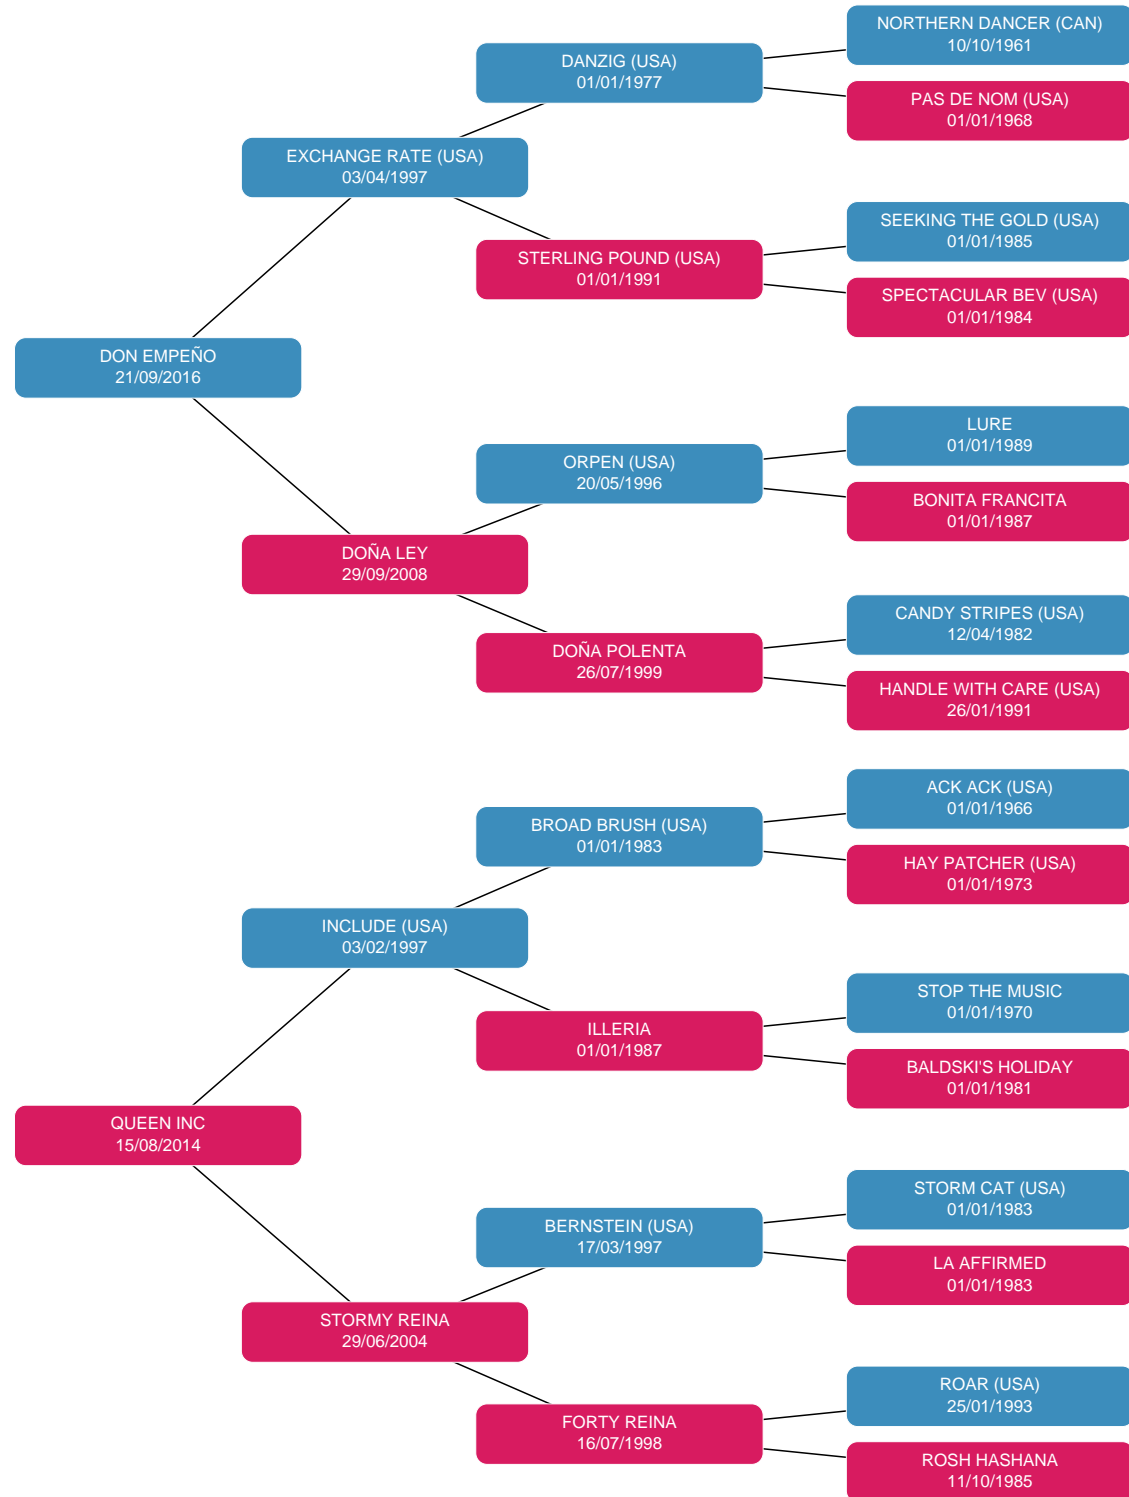 NORTHERN DANCER (CAN)
10/10/1961
DANZIG (USA)
01/01/1977
PAS DE NOM (USA)
01/01/1968
EXCHANGE RATE (USA)
03/04/1997
SEEKING THE GOLD (USA)
01/01/1985
STERLING POUND (USA)
01/01/1991
SPECTACULAR BEV (USA)
01/01/1984
DON EMPEÑO
21/09/2016
LURE
01/01/1989
ORPEN (USA)
20/05/1996
BONITA FRANCITA
01/01/1987
DOÑA LEY
29/09/2008
CANDY STRIPES (USA)
12/04/1982
DOÑA POLENTA
26/07/1999
HANDLE WITH CARE (USA)
26/01/1991
ACK ACK (USA)
01/01/1966
BROAD BRUSH (USA)
01/01/1983
HAY PATCHER (USA)
01/01/1973
INCLUDE (USA)
03/02/1997
STOP THE MUSIC
01/01/1970
ILLERIA
01/01/1987
BALDSKI'S HOLIDAY
01/01/1981
QUEEN INC
15/08/2014
STORM CAT (USA)
01/01/1983
BERNSTEIN (USA)
17/03/1997
LA AFFIRMED
01/01/1983
STORMY REINA
29/06/2004
ROAR (USA)
25/01/1993
FORTY REINA
16/07/1998
ROSH HASHANA
11/10/1985